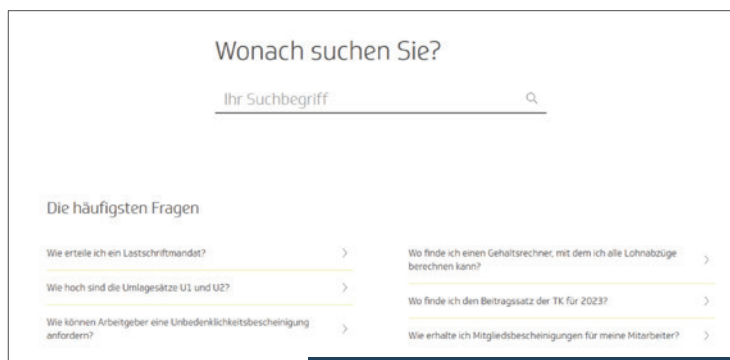 Wonach suchen Sie?
Ihr Suchbegriff
Die häufigsten Fragen
Wie erteile ich ein Lastschriftmandat?
Wie hoch sind die Umlagesätze U1 und U2?
Wie können Arbeitgeber eine Unbedenklichkeitsbescheinigung
anfordern?
Wo finde ich einen Gehaltsrechner, mit dem ich alle Lohnabzüge
berechnen kann?
Wo finde ich den Beitragssatz der TK für 2023?
Wie erhalte ich Mitgliedsbescheinigungen für meine Mitarbeiter?